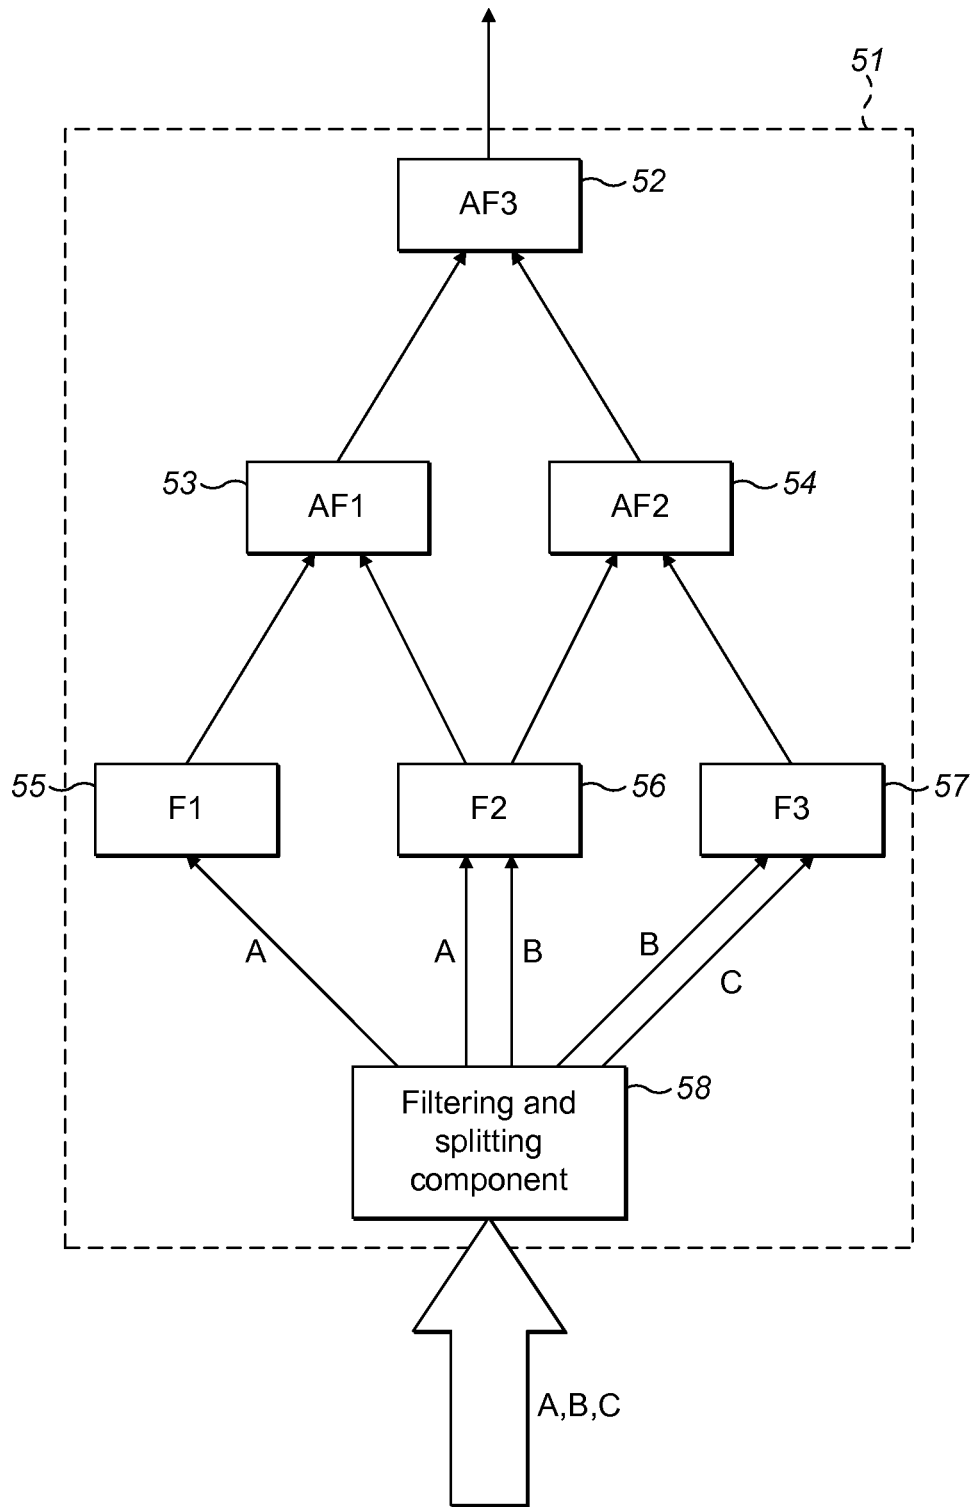 51
AF3
52
53
AF1
AF2
54
55
F1
F2
56
F3
57
A
A
B
B
C
Filtering and
splitting
component
58
A,B,C